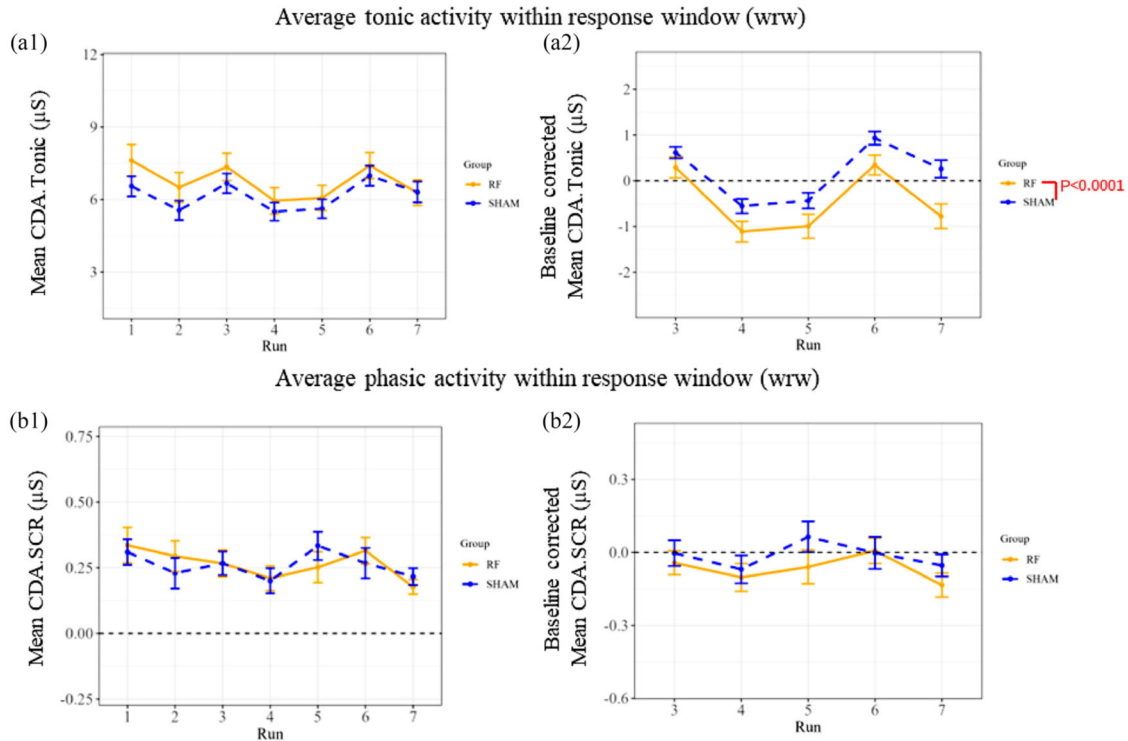 Average tonic activity within response window (wrw)
(a1)
(a2)
Mean CDA.Tonic (µS)
12
9
6
3
1 2 3 4 5 6 7
Run
Group
RF
SHAM
Baseline corrected
Mean CDA.Tonic (µS)
2
1
0
-1
-2
3 4 5 6 7
Run
Group
RF
SHAM
P<0.0001
Average phasic activity within response window (wrw)
(b1)
(b2)
Mean CDA.SCR (µS)
0.75
0.50
0.25
0.00
-0.25
1 2 3 4 5 6 7
Run
Group
RF
SHAM
Baseline corrected
Mean CDA.SCR (µS)
0.3
0.0
-0.3
-0.6
3 4 5 6 7
Run
Group
RF
SHAM